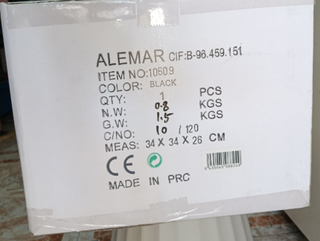 ALEMAR CIF:B-96.459.151
ITEM NO:10609
COLOR: BLACK
QTY: 1 PCS
N.W: 0.8 KGS
G.W: 1.5 KGS
C/NO: 10 / 120
MEAS: 34 X 34 X 26 CM
CE
MADE IN PRC